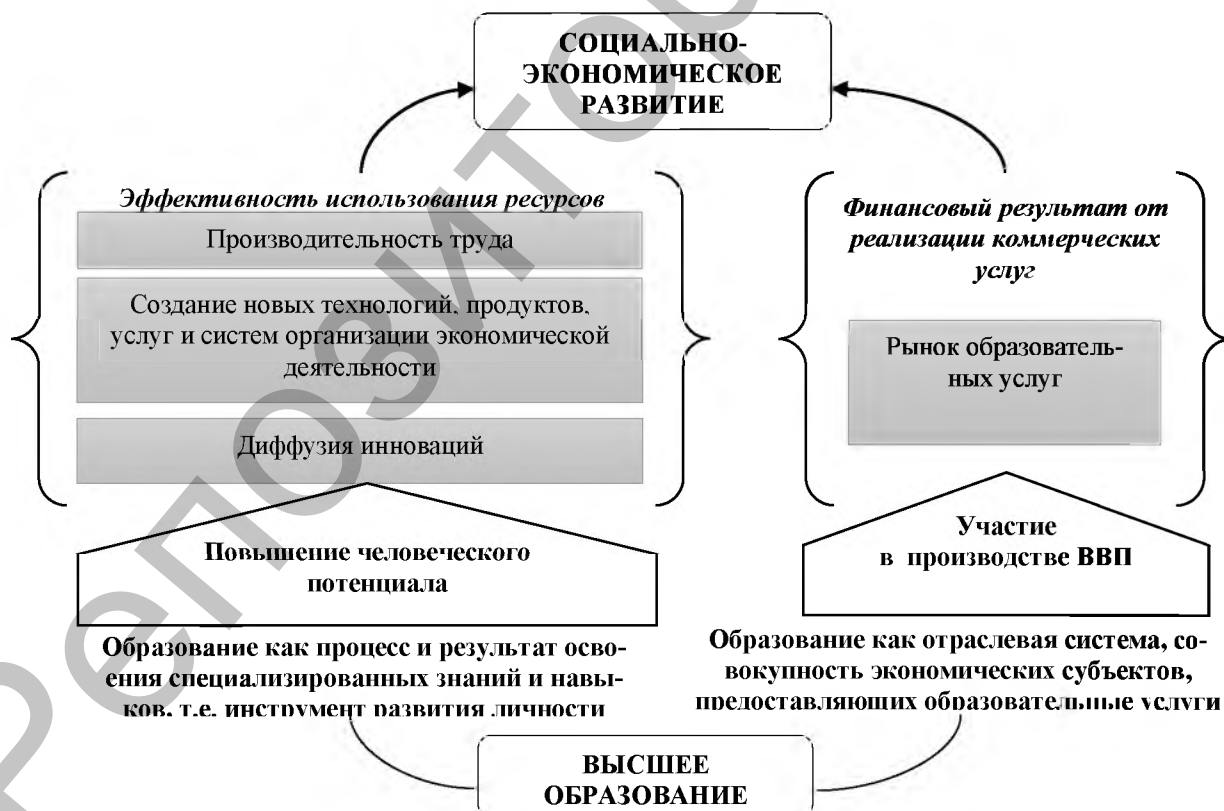 СОЦИАЛЬНО-
ЭКОНОМИЧЕСКОЕ
РАЗВИТИЕ
Эффективность использования ресурсов
Производительность труда
Создание новых технологий, продуктов,
услуг и систем организации экономической
деятельности
Диффузия инноваций
Повышение человеческого
потенциала
Образование как процесс и результат осво-
ения специализированных знаний и навы-
ков, т.е. инструмент развития личности
Финансовый результат от
реализации коммерческих
услуг
Рынок образователь-
ных услуг
Участие
в производстве ВВП
Образование как отраслевая система, со-
вокупность экономических субъектов,
предоставляющих образовательные услуги
ВЫСШЕЕ
ОБРАЗОВАНИЕ
Репозитор